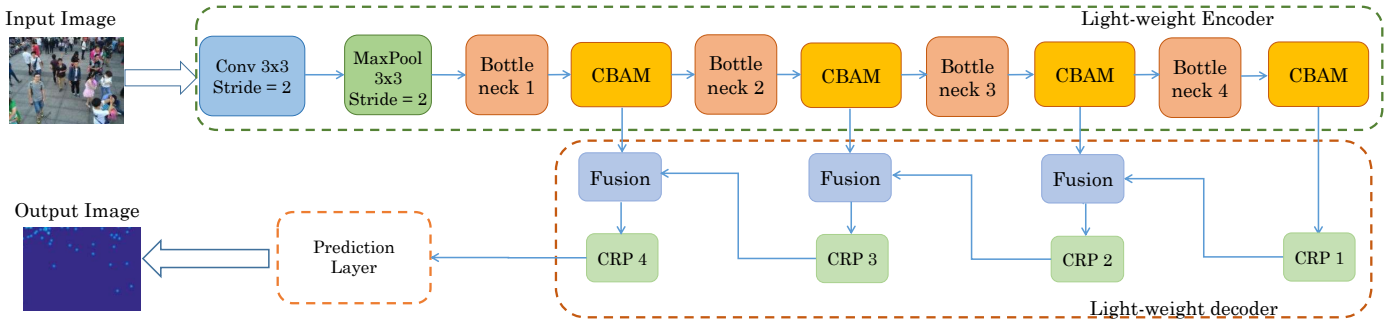 Input Image
Light-weight Encoder
Conv 3x3
Stride = 2
MaxPool
3x3
Stride = 2
Bottle
neck 1
CBAM
Bottle
neck 2
CBAM
Bottle
neck 3
CBAM
Bottle
neck 4
CBAM
Fusion
Fusion
Fusion
Output Image
Prediction
Layer
CRP 4
CRP 3
CRP 2
CRP 1
Light-weight decoder